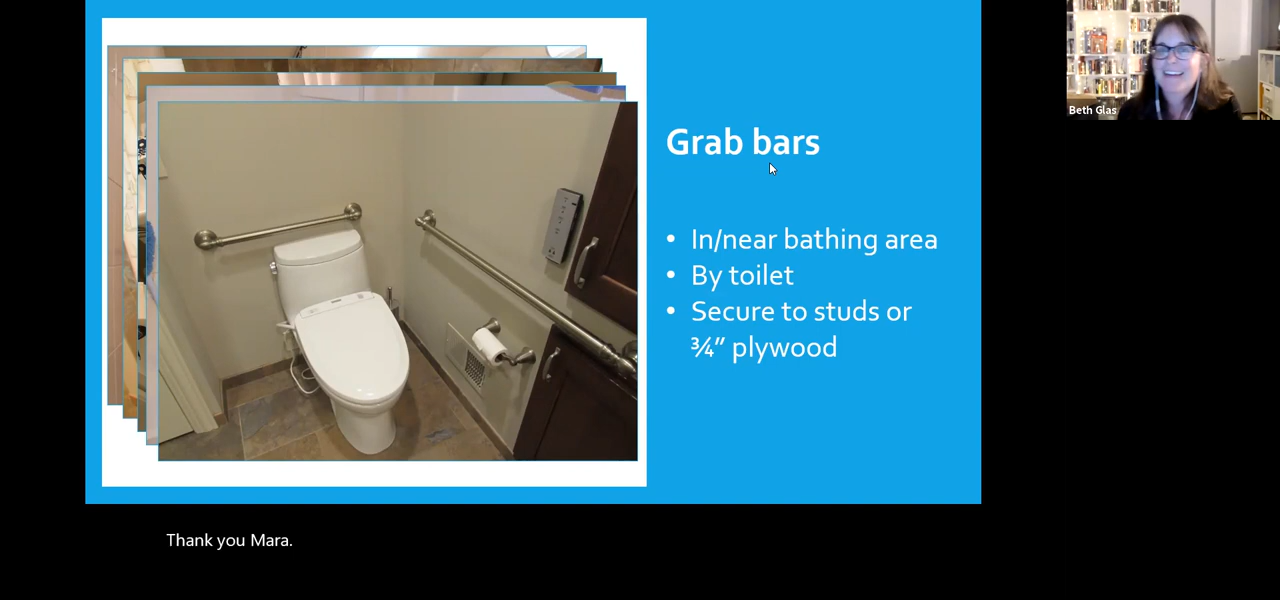 Grab bars
• In/near bathing area
• By toilet
• Secure to studs or
¾" plywood
Beth Glas
Thank you Mara.